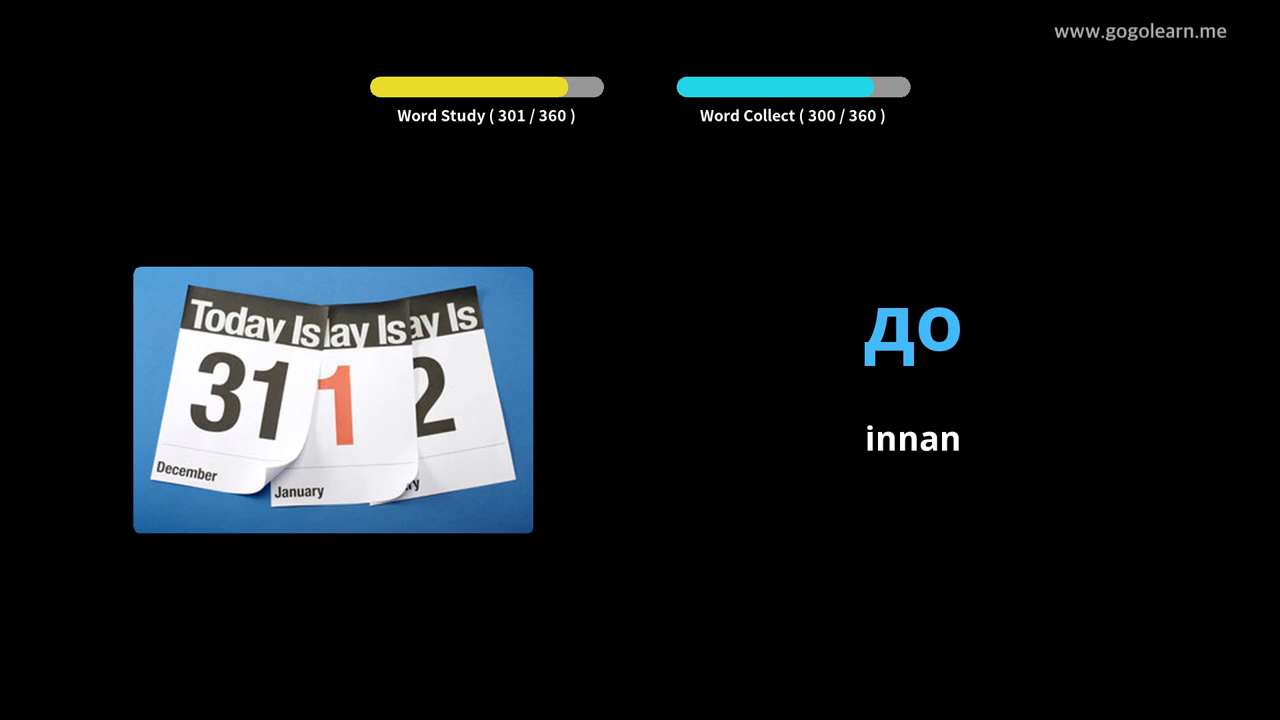 www.gogolearn.me
Word Study ( 301 / 360 )
Word Collect ( 300 / 360 )
Today Is
31
December
ay Is
1
January
ay Is
2
ry
до
innan